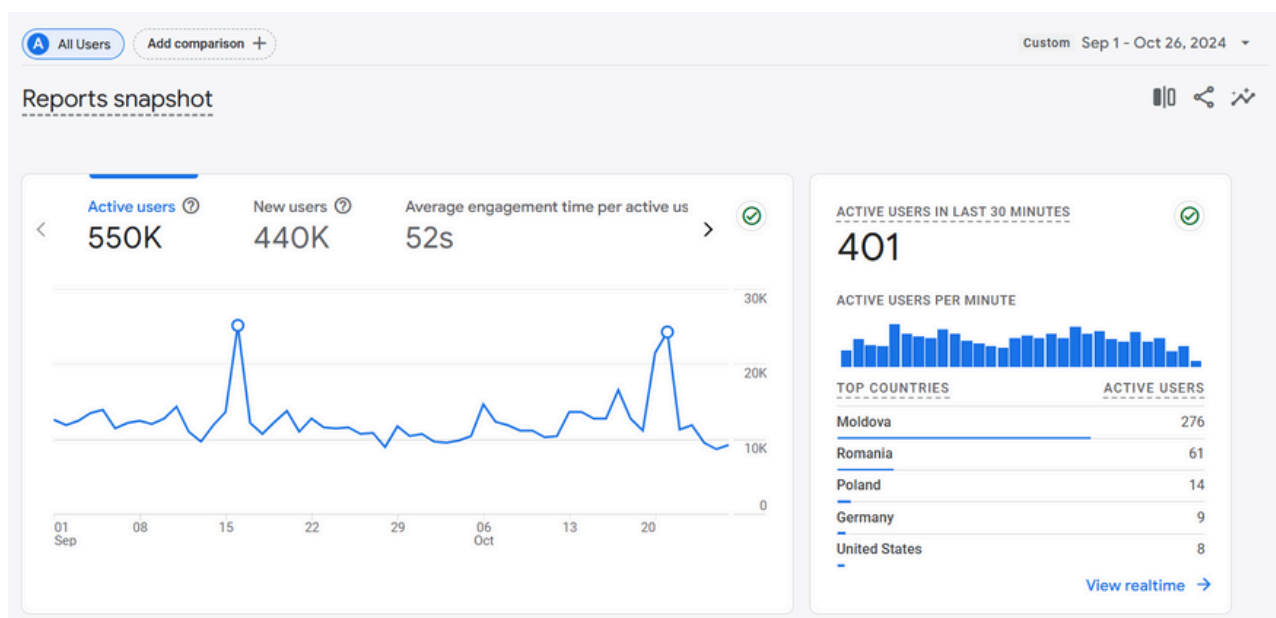 A All Users Add comparison + Custom Sep 1 - Oct 26, 2024
Reports snapshot
Active users New users Average engagement time per active us
550K 440K 52s
30K
20K
10K
0
01 08 15 22 29 06 13 20
Sep Oct
ACTIVE USERS IN LAST 30 MINUTES
401
ACTIVE USERS PER MINUTE
TOP COUNTRIES ACTIVE USERS
Moldova 276
Romania 61
Poland 14
Germany 9
United States 8
View realtime